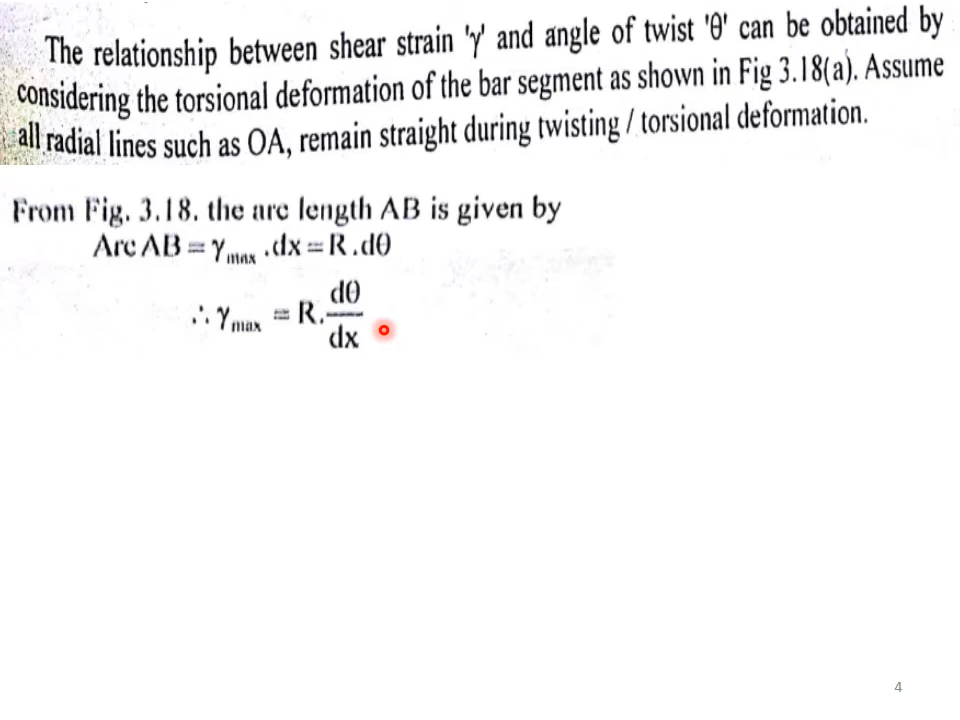 The relationship between shear strain 'γ' and angle of twist 'θ' can be obtained by
considering the torsional deformation of the bar segment as shown in Fig 3.18(a). Assume
all radial lines such as OA, remain straight during twisting / torsional deformation.
From Fig. 3.18. the arc length AB is given by
Arc AB = γmax .dx = R.dθ
∴ γmax = R. dθ/dx
4